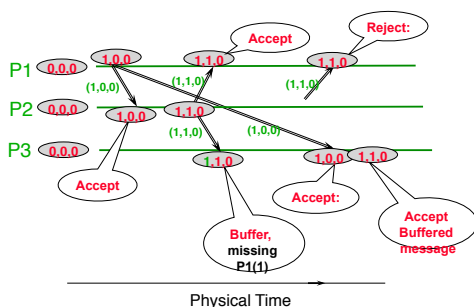 Reject:
Accept
P1
0,0,0
1,0,0
1,1,0
1,1,0
(1,0,0)
(1,1,0)
(1,1,0)
P2
0,0,0
1,0,0
1,1,0
(1,1,0)
(1,0,0)
P3
0,0,0
1,1,0
1,0,0
1,1,0
Accept
Accept:
Buffer,
missing
P1(1)
Accept
Buffered
message
Physical Time